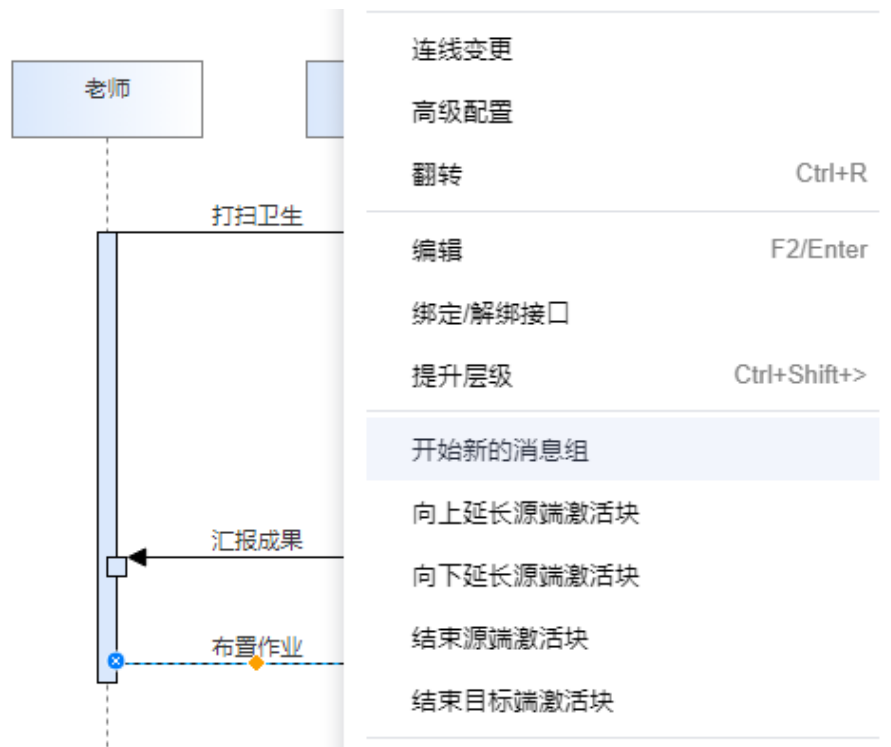 老师
打扫卫生
汇报成果
布置作业
连线变更
高级配置
翻转 Ctrl+R
编辑 F2/Enter
绑定/解绑接口
提升层级 Ctrl+Shift+>
开始新的消息组
向上延长源端激活块
向下延长源端激活块
结束源端激活块
结束目标端激活块